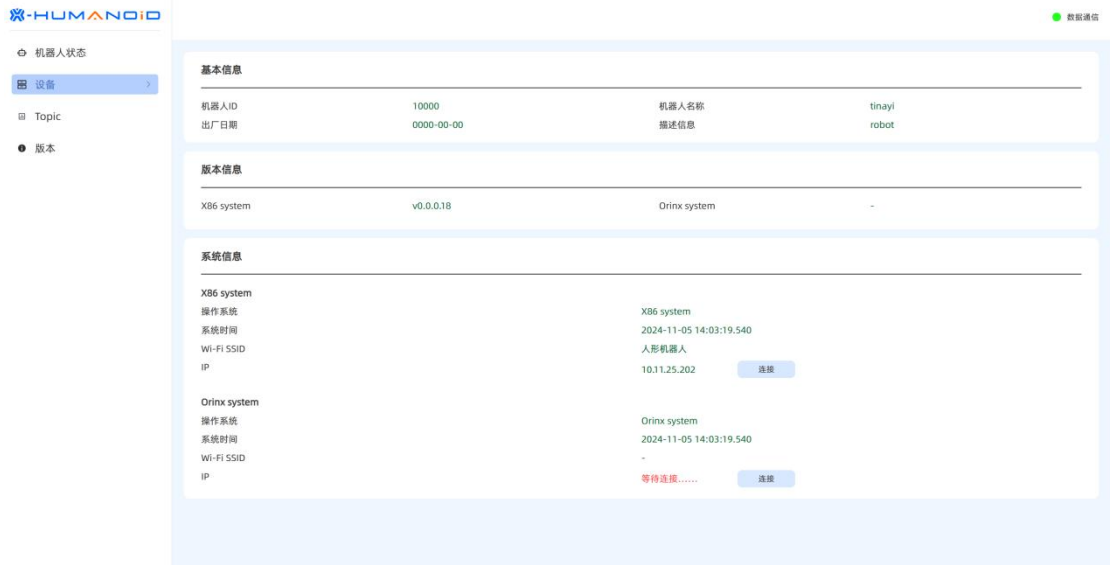 X-HUMANOID
数据通信
机器人状态
设备
Topic
版本
基本信息
机器人ID 10000 机器人名称 tinayi
出厂日期 0000-00-00 描述信息 robot
版本信息
X86 system v0.0.0.18 Orinx system -
系统信息
X86 system
操作系统 X86 system
系统时间 2024-11-05 14:03:19.540
Wi-Fi SSID 人形机器人
IP 10.11.25.202 连接
Orinx system
操作系统 Orinx system
系统时间 2024-11-05 14:03:19.540
Wi-Fi SSID -
IP 等待连接...... 连接